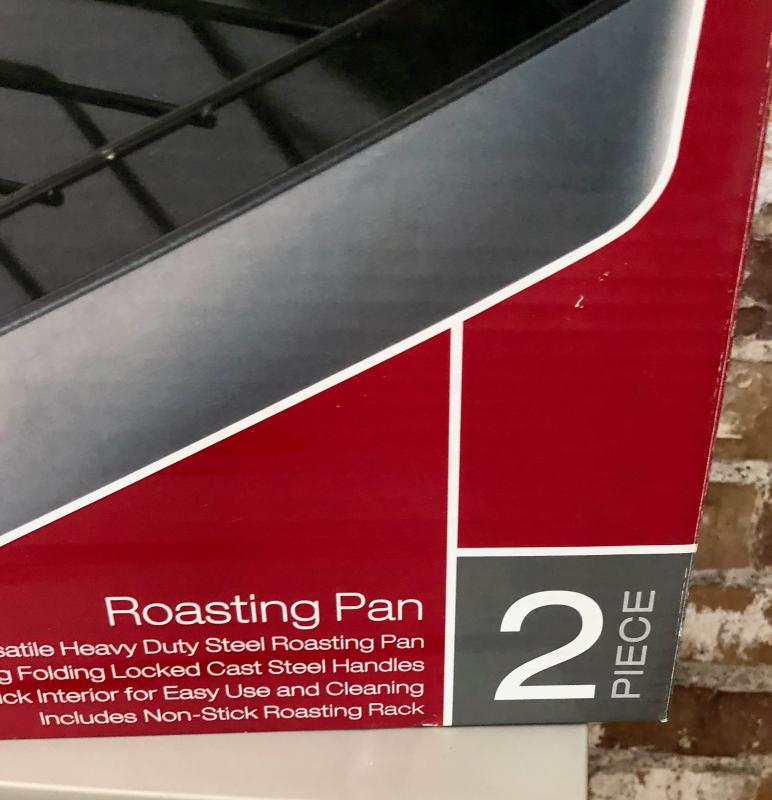 Roasting Pan
Heavy Duty Steel Roasting Pan
Folding Locked Cast Steel Handles
Interior for Easy Use and Cleaning
Includes Non-Stick Roasting Rack
2
PIECE